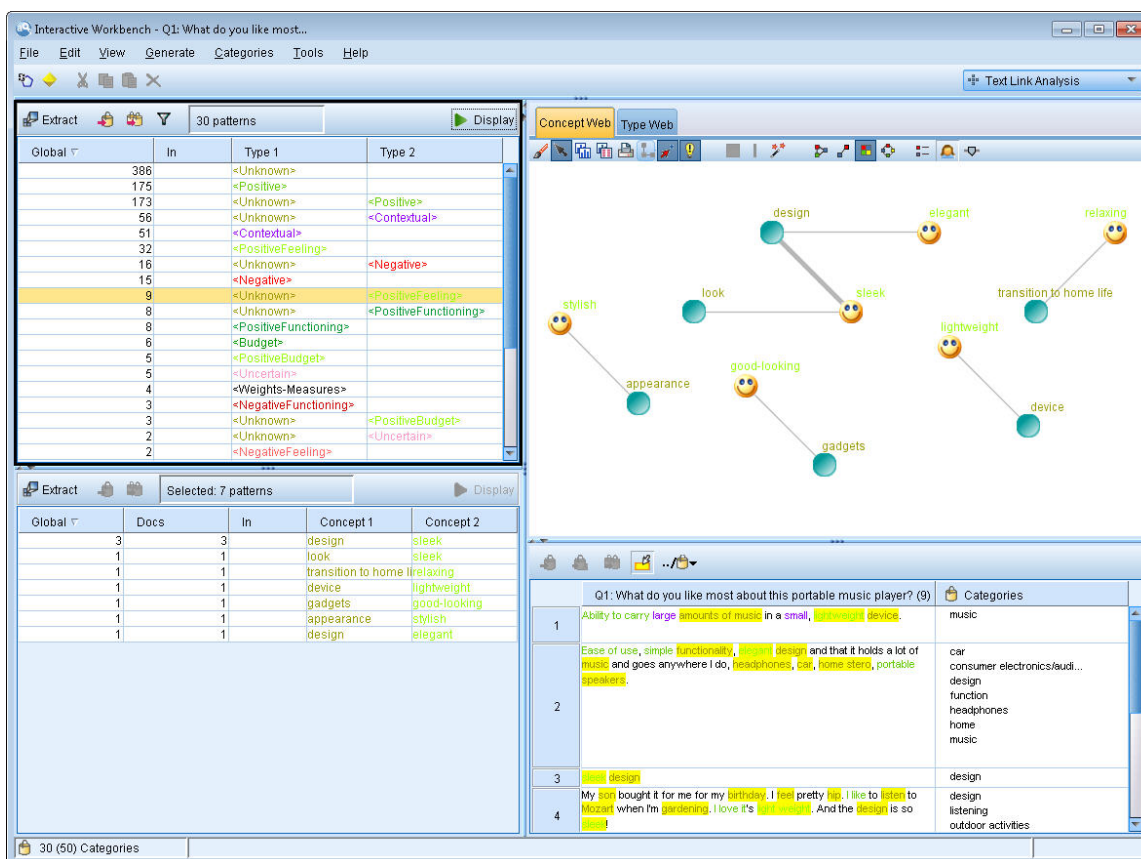 Interactive Workbench - Q1: What do you like most...
File Edit View Generate Categories Tools Help
Text Link Analysis
Extract 30 patterns Display
Global In Type 1 Type 2
386 <Unknown>
175 <Positive>
173 <Unknown> <Positive>
56 <Unknown> <Contextual>
51 <Contextual>
32 <PositiveFeeling>
16 <Unknown> <Negative>
15 <Negative>
9 <Unknown> <PositiveFeeling>
8 <Unknown> <PositiveFunctioning>
8 <PositiveFunctioning>
6 <Budget>
5 <PositiveBudget>
5 <Uncertain>
4 <Weights-Measures>
3 <NegativeFunctioning>
3 <Unknown> <PositiveBudget>
2 <Unknown> <Uncertain>
2 <NegativeFeeling>
Extract Selected: 7 patterns Display
Global Docs In Concept 1 Concept 2
3 3 design sleek
1 1 look sleek
1 1 transition to home li relaxing
1 1 device lightweight
1 1 gadgets good-looking
1 1 appearance stylish
1 1 design elegant
Concept Web Type Web
design elegant relaxing
look sleek transition to home life
stylish lightweight
good-looking
appearance device
gadgets
../
Q1: What do you like most about this portable music player? (9) Categories
1 Ability to carry large amounts of music in a small, lightweight device. music
2 Ease of use, simple functionality, elegant design and that it holds a lot of
music and goes anywhere I do, headphones, car, home stero, portable
speakers.
car
consumer electronics/audi...
design
function
headphones
home
music
3 sleek design design
4 My son bought it for me for my birthday. I feel pretty hip. I like to listen to
Mozart when I'm gardening. I love it's light weight. And the design is so
sleek!
design
listening
outdoor activities
30 (50) Categories